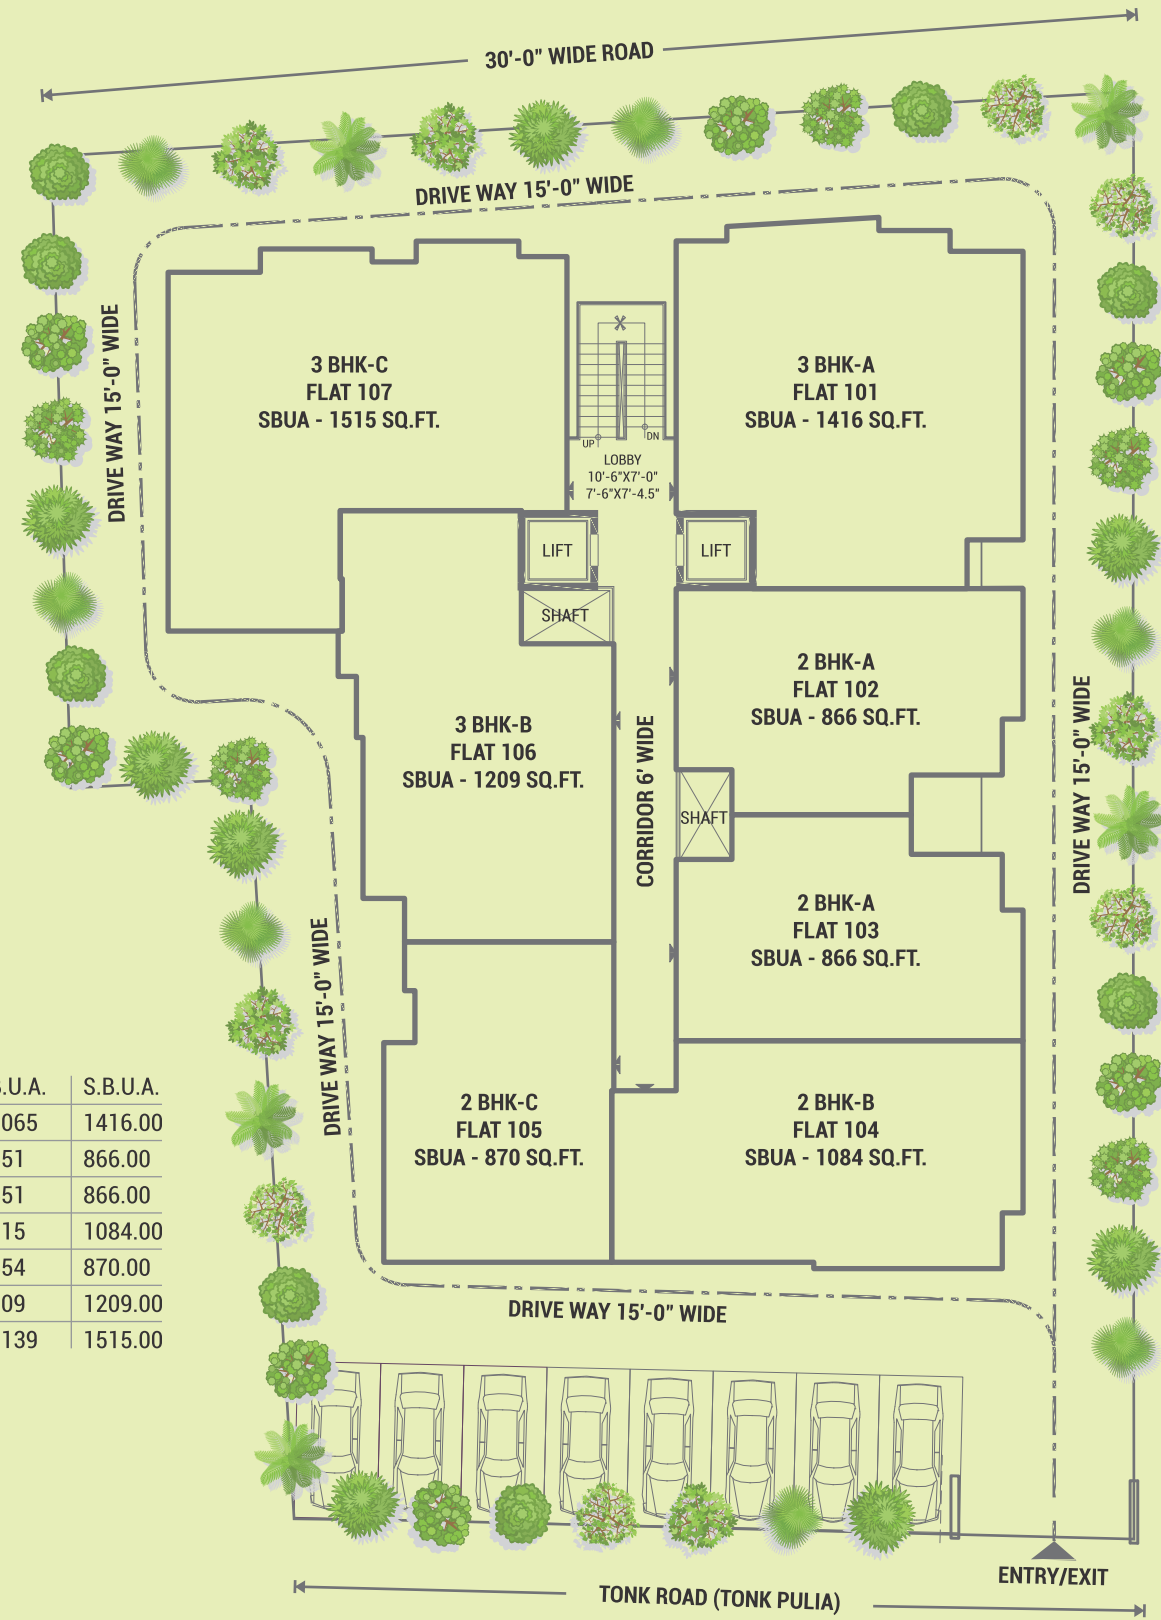 30'-0" WIDE ROAD
DRIVE WAY 15'-0" WIDE
DRIVE WAY 15'-0" WIDE
3 BHK-C
FLAT 107
SBUA - 1515 SQ.FT.
3 BHK-A
FLAT 101
SBUA - 1416 SQ.FT.
UP
DN
LOBBY
10'-6"X7'-0"
7'-6"X7'-4.5"
LIFT
LIFT
SHAFT
2 BHK-A
FLAT 102
SBUA - 866 SQ.FT.
3 BHK-B
FLAT 106
SBUA - 1209 SQ.FT.
CORRIDOR 6' WIDE
SHAFT
DRIVE WAY 15'-0" WIDE
2 BHK-A
FLAT 103
SBUA - 866 SQ.FT.
DRIVE WAY 15'-0" WIDE
2 BHK-C
FLAT 105
SBUA - 870 SQ.FT.
2 BHK-B
FLAT 104
SBUA - 1084 SQ.FT.
.U.A. S.B.U.A.
065 1416.00
51 866.00
51 866.00
15 1084.00
54 870.00
09 1209.00
139 1515.00
DRIVE WAY 15'-0" WIDE
ENTRY/EXIT
TONK ROAD (TONK PULIA)